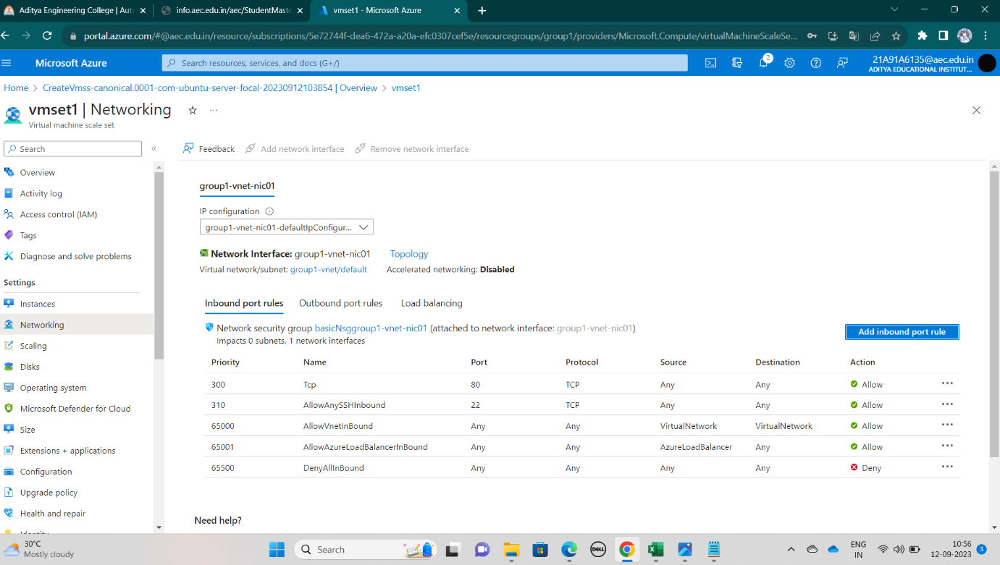 Aditya Engineering College | Aut
info.aec.edu.in/aec/StudentMaste
vmset1 - Microsoft Azure
portal.azure.com/#@aec.edu.in/resource/subscriptions/5e72744f-dea6-472a-a20a-efc0307cef5e/resourcegroups/group1/providers/Microsoft.Compute/virtualMachineScaleSe...
Microsoft Azure
Search resources, services, and docs (G+/)
2
21A91A6135@aec.edu.in
ADITYA EDUCATIONAL INSTITUT...
Home > CreateVmss-canonical.0001-com-ubuntu-server-focal-20230912103854 | Overview > vmset1
vmset1 | Networking
Virtual machine scale set
Search
Feedback
Add network interface
Remove network interface
Overview
Activity log
Access control (IAM)
Tags
Diagnose and solve problems
Settings
Instances
Networking
Scaling
Disks
Operating system
Microsoft Defender for Cloud
Size
Extensions + applications
Configuration
Upgrade policy
Health and repair
Identity
group1-vnet-nic01
IP configuration
group1-vnet-nic01-defaultIpConfigur...
Network Interface: group1-vnet-nic01 Topology
Virtual network/subnet: group1-vnet/default Accelerated networking: Disabled
Inbound port rules Outbound port rules Load balancing
Network security group basicNsggroup1-vnet-nic01 (attached to network interface: group1-vnet-nic01)
Impacts 0 subnets, 1 network interfaces
Add inbound port rule
Priority Name Port Protocol Source Destination Action
300 Tcp 80 TCP Any Any Allow
310 AllowAnySSHInbound 22 TCP Any Any Allow
65000 AllowVnetInBound Any Any VirtualNetwork VirtualNetwork Allow
65001 AllowAzureLoadBalancerInBound Any Any AzureLoadBalancer Any Allow
65500 DenyAllInBound Any Any Any Any Deny
Need help?
30°C
Mostly cloudy
Search
DELL
ENG
IN
10:56
12-09-2023
3